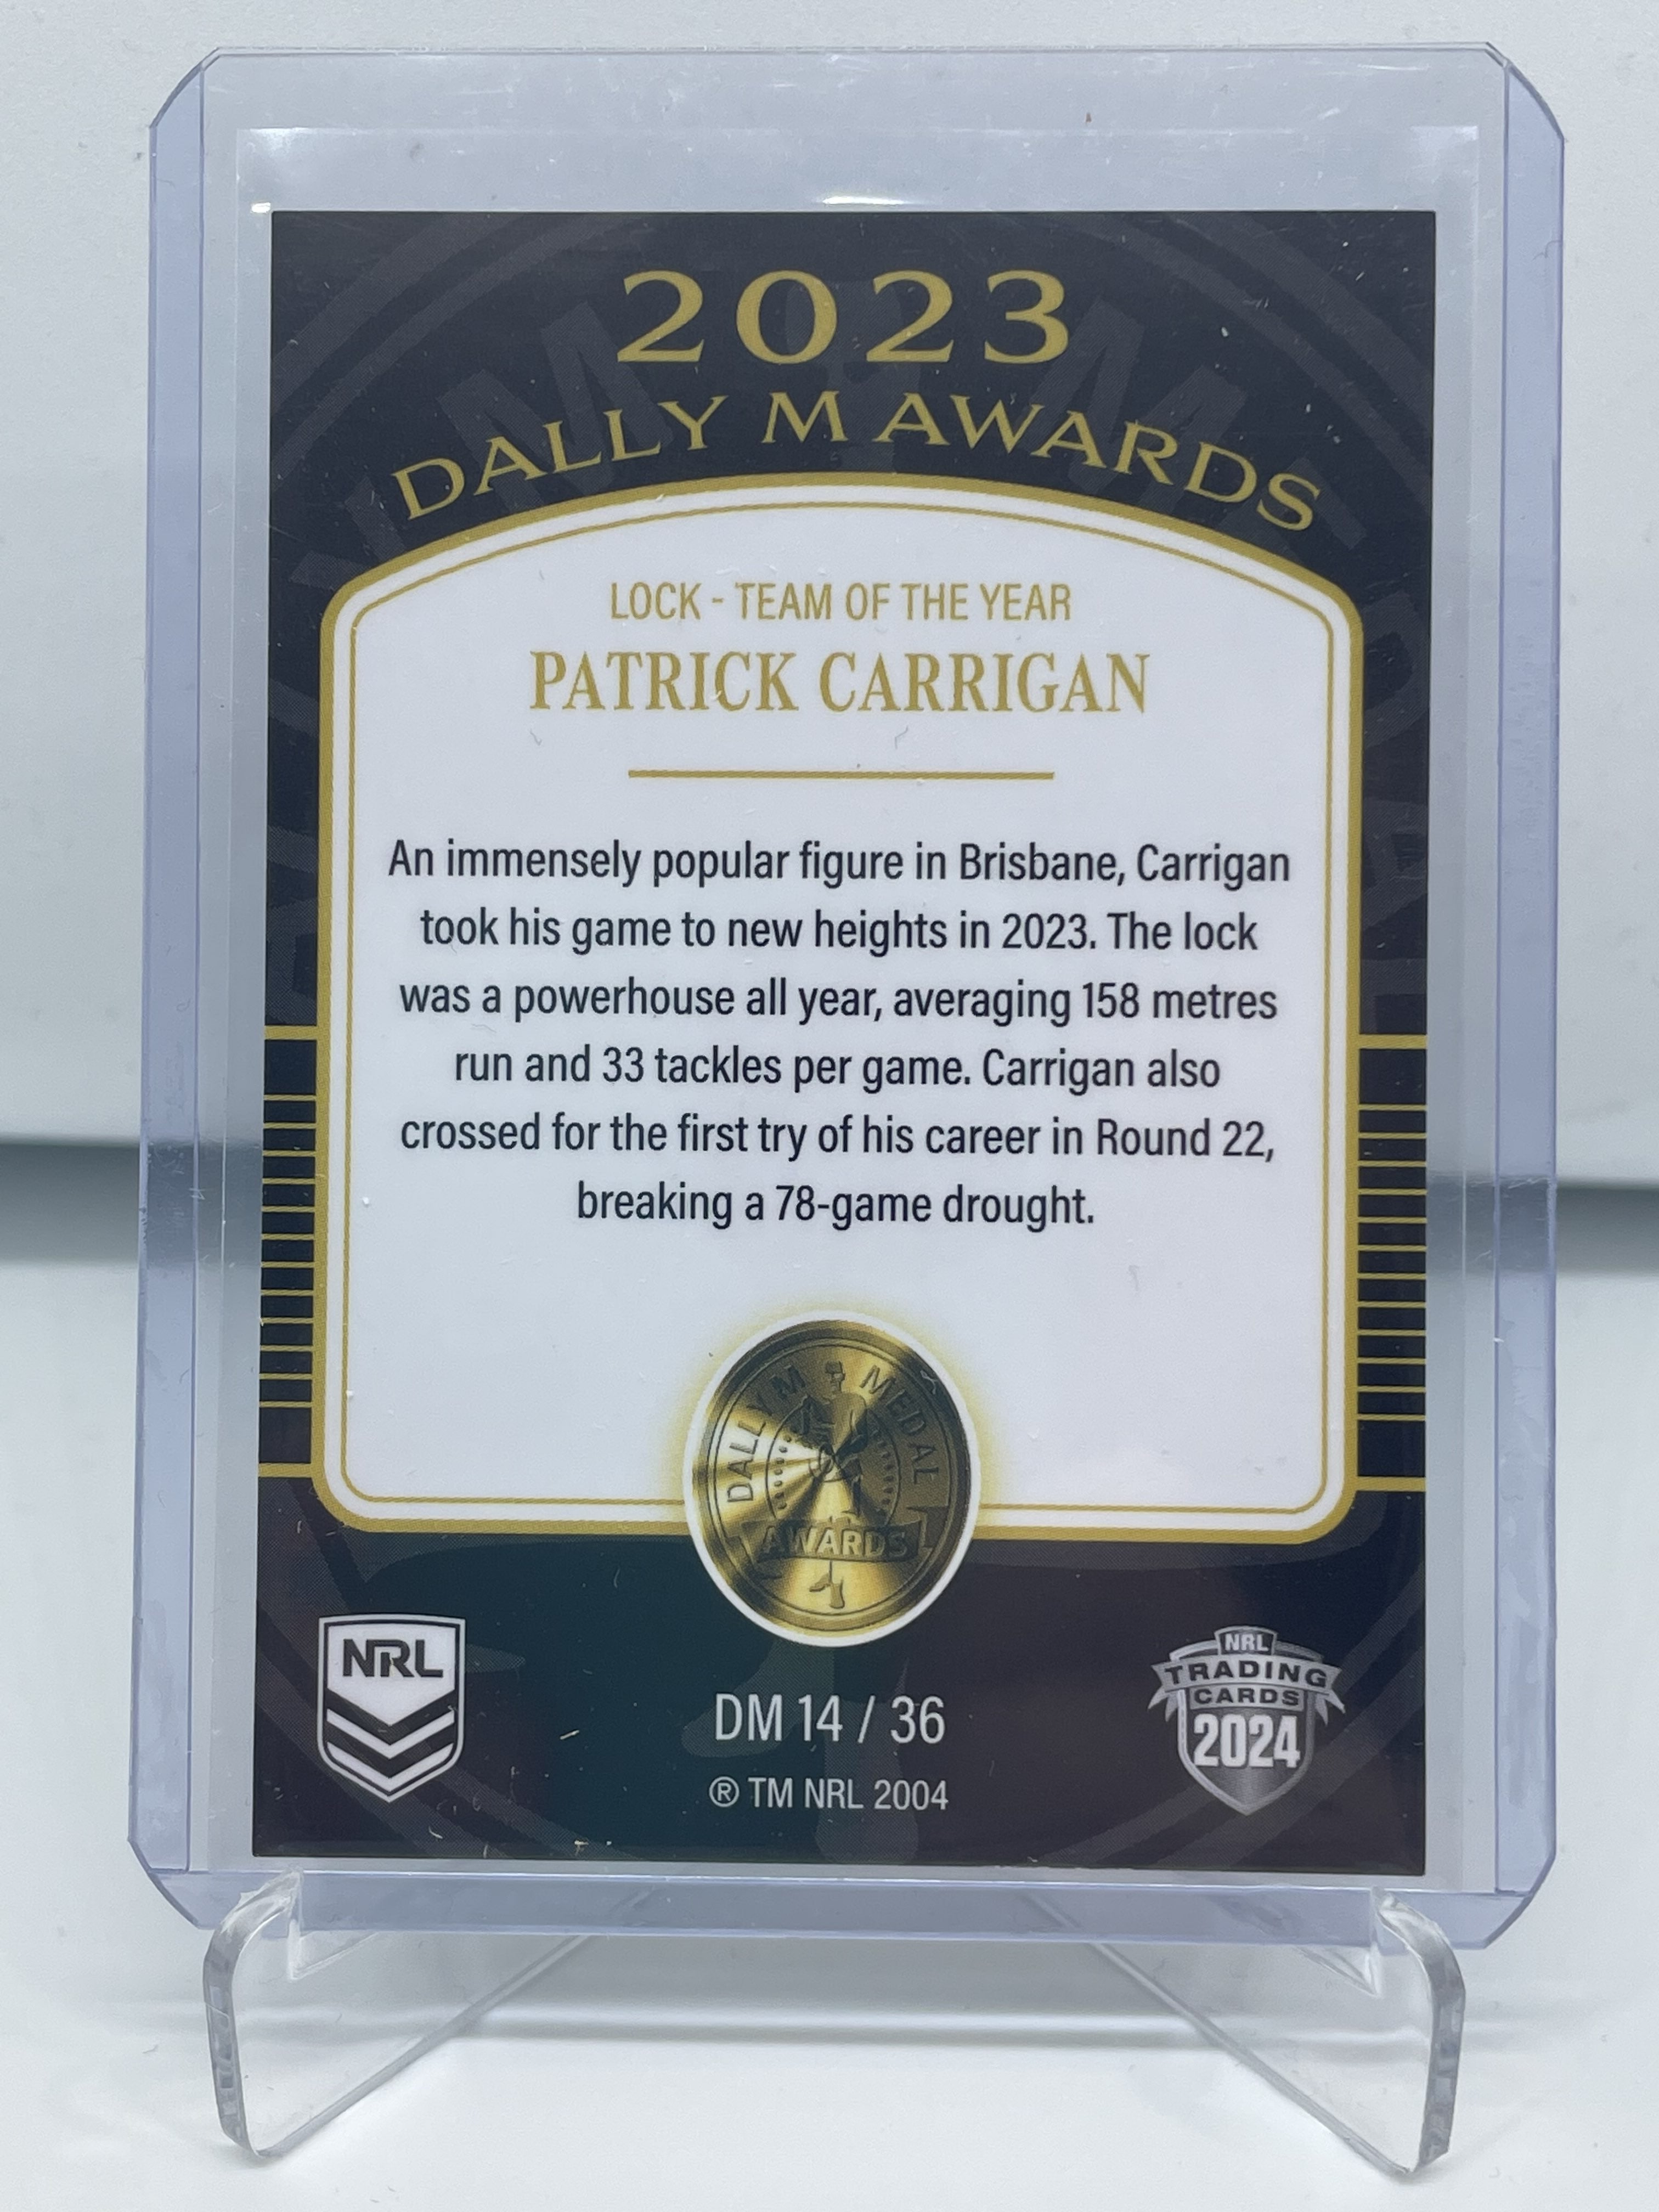 2023
DALLY M AWARDS
LOCK - TEAM OF THE YEAR
PATRICK CARRIGAN
An immensely popular figure in Brisbane, Carrigan
took his game to new heights in 2023. The lock
was a powerhouse all year, averaging 158 metres
run and 33 tackles per game. Carrigan also
crossed for the first try of his career in Round 22,
breaking a 78-game drought.
DALLY M MEDAL
AWARDS
NRL
DM 14 / 36
® TM NRL 2004
NRL
TRADING
CARDS
2024